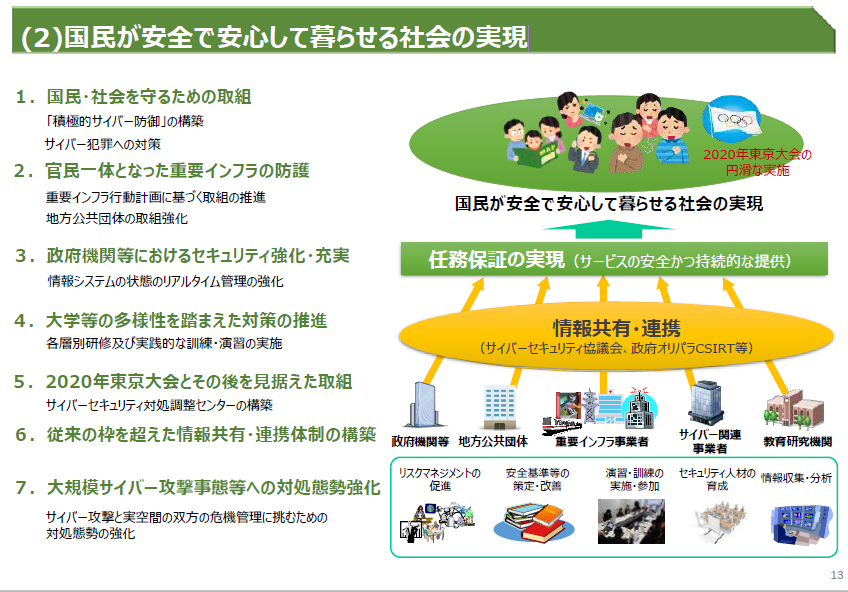 (2)国民が安全で安心して暮らせる社会の実現
1．国民・社会を守るための取組
「積極的サイバー防御」の構築
サイバー犯罪への対策
2．官民一体となった重要インフラの防護
重要インフラ行動計画に基づく取組の推進
地方公共団体の取組強化
3．政府機関等におけるセキュリティ強化・充実
情報システムの状態のリアルタイム管理の強化
4．大学等の多様性を踏まえた対策の推進
各層別研修及び実践的な訓練・演習の実施
5．2020年東京大会とその後を見据えた取組
サイバーセキュリティ対処調整センターの構築
6．従来の枠を超えた情報共有・連携体制の構築
7．大規模サイバー攻撃事態等への対処態勢強化
サイバー攻撃と実空間の双方の危機管理に挑むための
対処態勢の強化
2020年東京大会の
円滑な実施
国民が安全で安心して暮らせる社会の実現
任務保証の実現（サービスの安全かつ持続的な提供）
情報共有・連携
（サイバーセキュリティ協議会、政府オリパラCSIRT等）
政府機関等
地方公共団体
重要インフラ事業者
サイバー関連
事業者
教育研究機関
リスクマネジメントの
促進
安全基準等の
策定・改善
演習・訓練の
実施・参加
セキュリティ人材の
育成
情報収集・分析
13